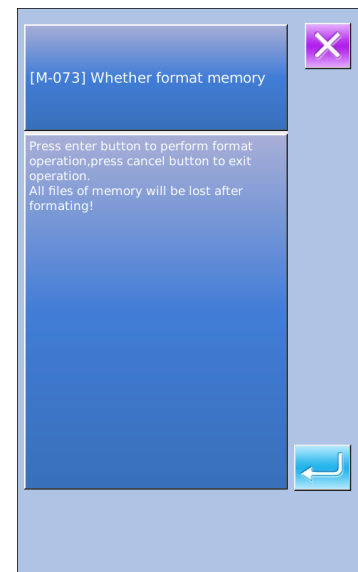 [M-073] Whether format memory
Press enter button to perform format
operation,press cancel button to exit
operation.
All files of memory will be lost after
formating!